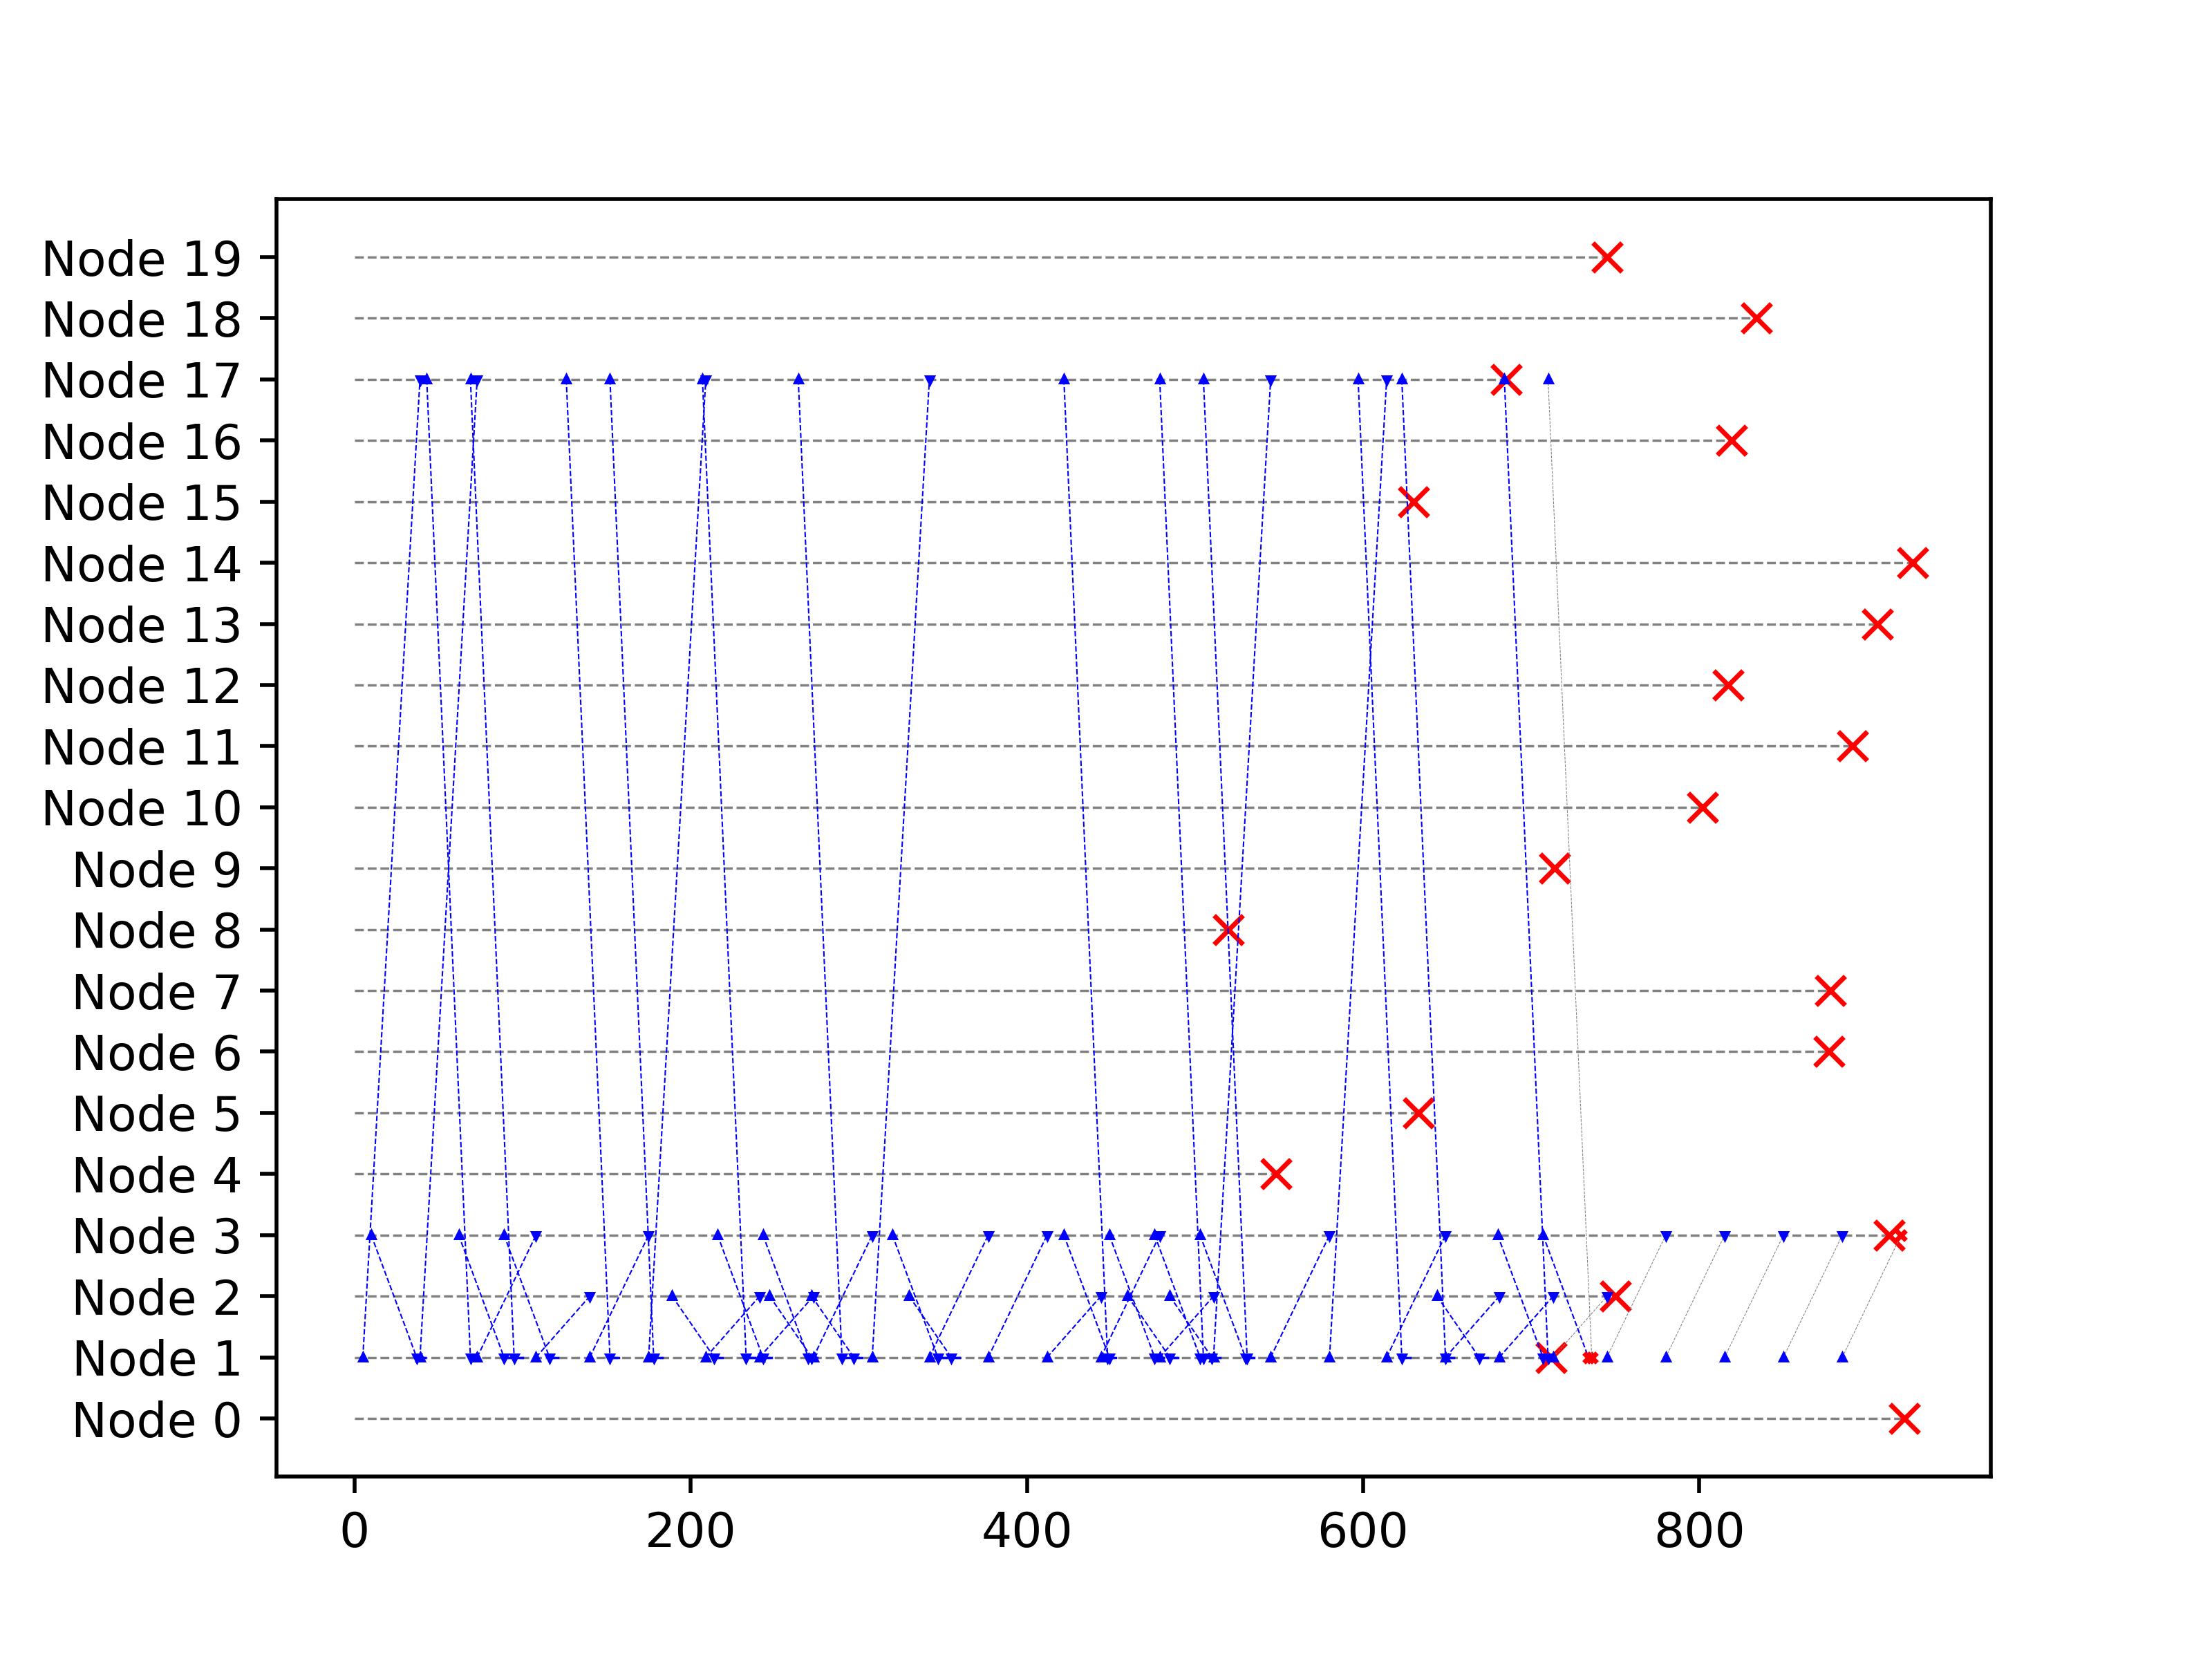 Node 19
Node 18
Node 17
Node 16
Node 15
Node 14
Node 13
Node 12
Node 11
Node 10
Node 9
Node 8
Node 7
Node 6
Node 5
Node 4
Node 3
Node 2
Node 1
Node 0
0 200 400 600 800